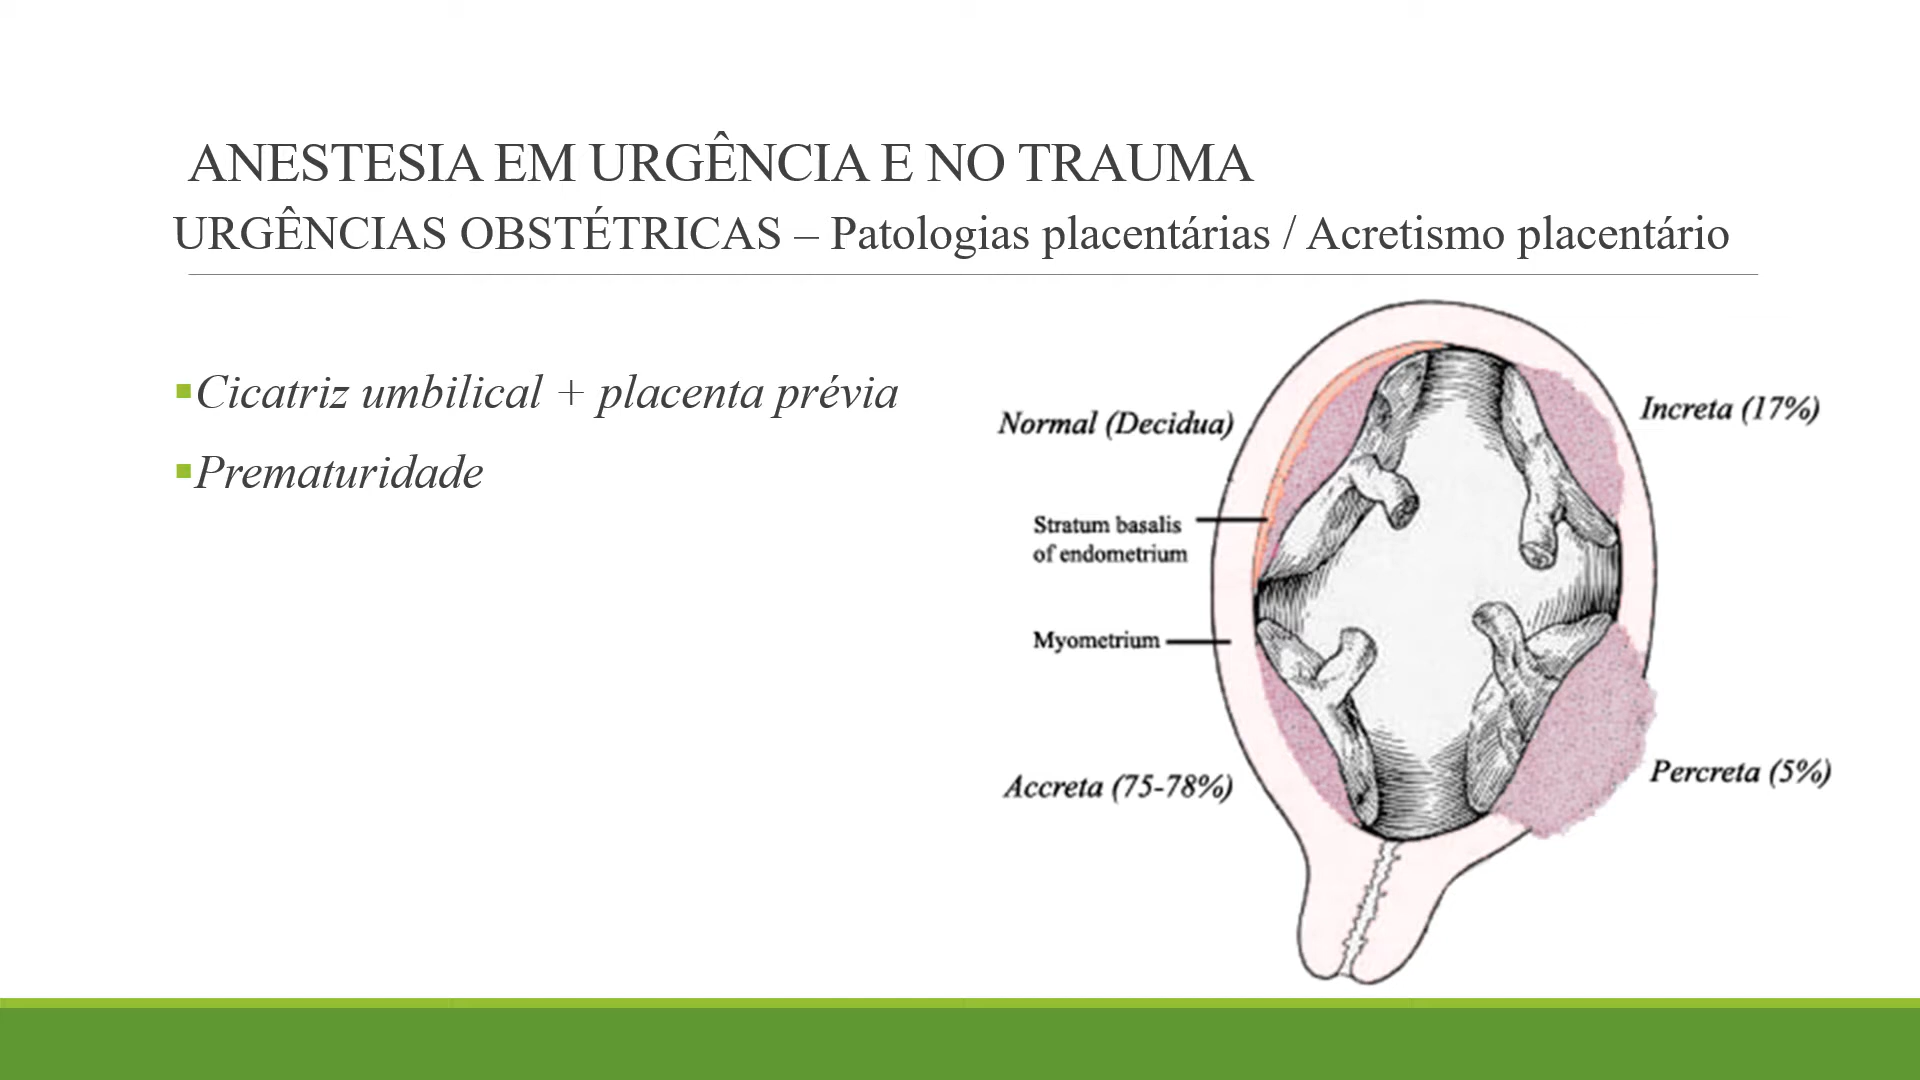 ANESTESIA EM URGÊNCIA E NO TRAUMA
URGÊNCIAS OBSTÉTRICAS – Patologias placentárias / Acretismo placentário
Cicatriz umbilical + placenta prévia
Prematuridade
Normal (Decidua)
Stratum basalis
of endometrium
Myometrium
Accreta (75-78%)
Increta (17%)
Percreta (5%)